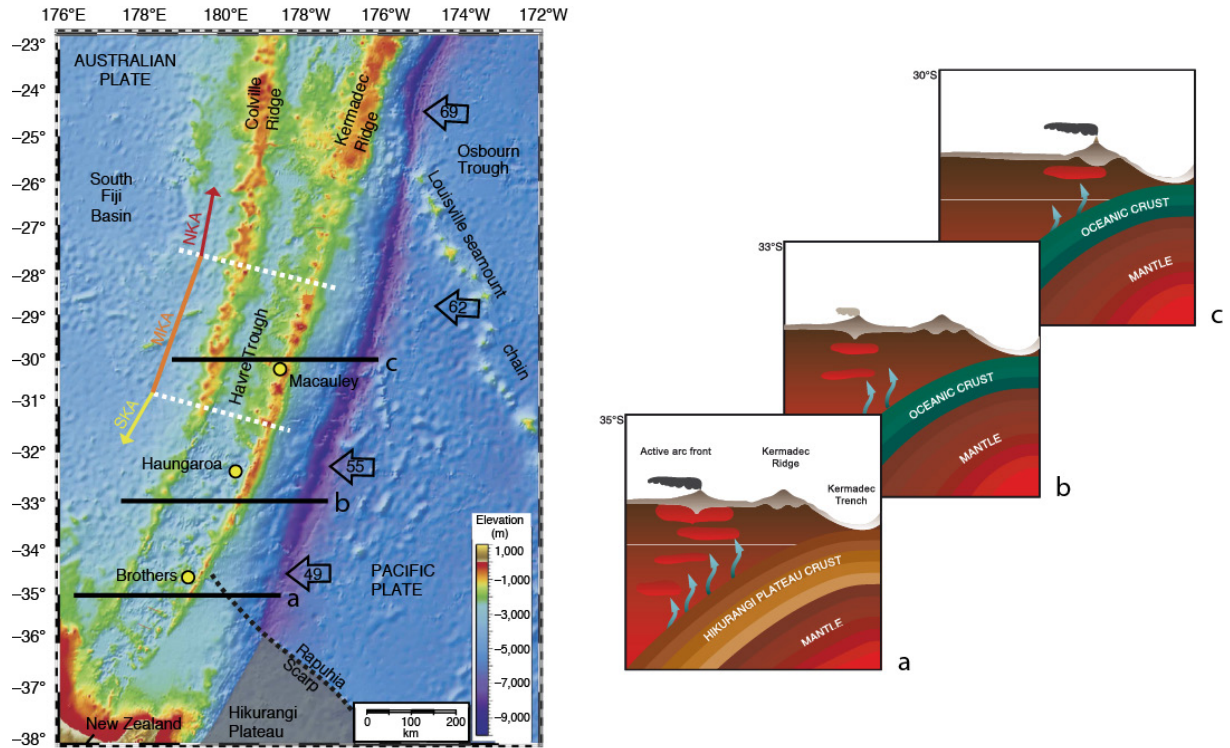 176°E 178°E 180°E 178°W 176°W 174°W 172°W
–23°
–24°
–25°
–26°
–27°
–28°
–29°
–30°
–31°
–32°
–33°
–34°
–35°
–36°
–37°
–38°
AUSTRALIAN
PLATE
Colville
Ridge
Kermadec
Ridge
69
Osbourn
Trough
South
Fiji
Basin
Louisville seamount
chain
NKA
MKA
SKA
62
Havre Trough
c
Macauley
Haungaroa
55
b
Brothers
49
PACIFIC
PLATE
a
Rapuhia
Scarp
Hikurangi
Plateau
New Zealand
Elevation
(m)
1,000
–1,000
–3,000
–5,000
–7,000
–9,000
0 100 200
km
30°S
OCEANIC CRUST
MANTLE
c
33°S
OCEANIC CRUST
MANTLE
b
35°S
Active arc front
Kermadec
Ridge
Kermadec
Trench
HIKURANGI PLATEAU CRUST
MANTLE
a